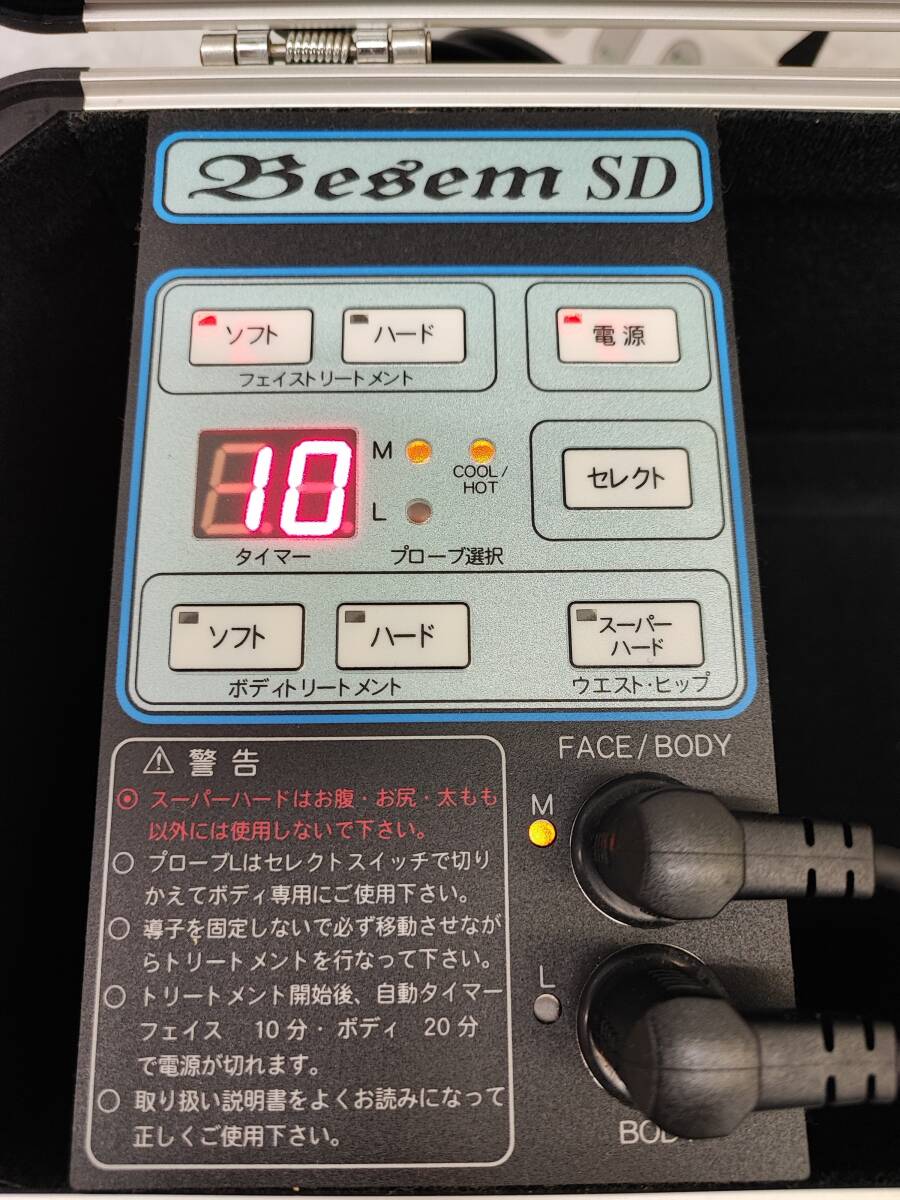 Besem SD
ソフト
ハード
フェイストリートメント
電源
10
タイマー
M
L
COOL/
HOT
プローブ選択
セレクト
ソフト
ハード
ボディトリートメント
スーパー
ハード
ウエスト・ヒップ
⚠ 警告
スーパーハードはお腹・お尻・太もも
以外には使用しないで下さい。
○ プローブLはセレクトスイッチで切り
かえてボディ専用にご使用下さい。
○ 導子を固定しないで必ず移動させなが
らトリートメントを行なって下さい。
○ トリートメント開始後、自動タイマー
フェイス 10分・ボディ 20分
で電源が切れます。
○ 取り扱い説明書をよくお読みになって
正しくご使用下さい。
FACE/BODY
M
L
BODY